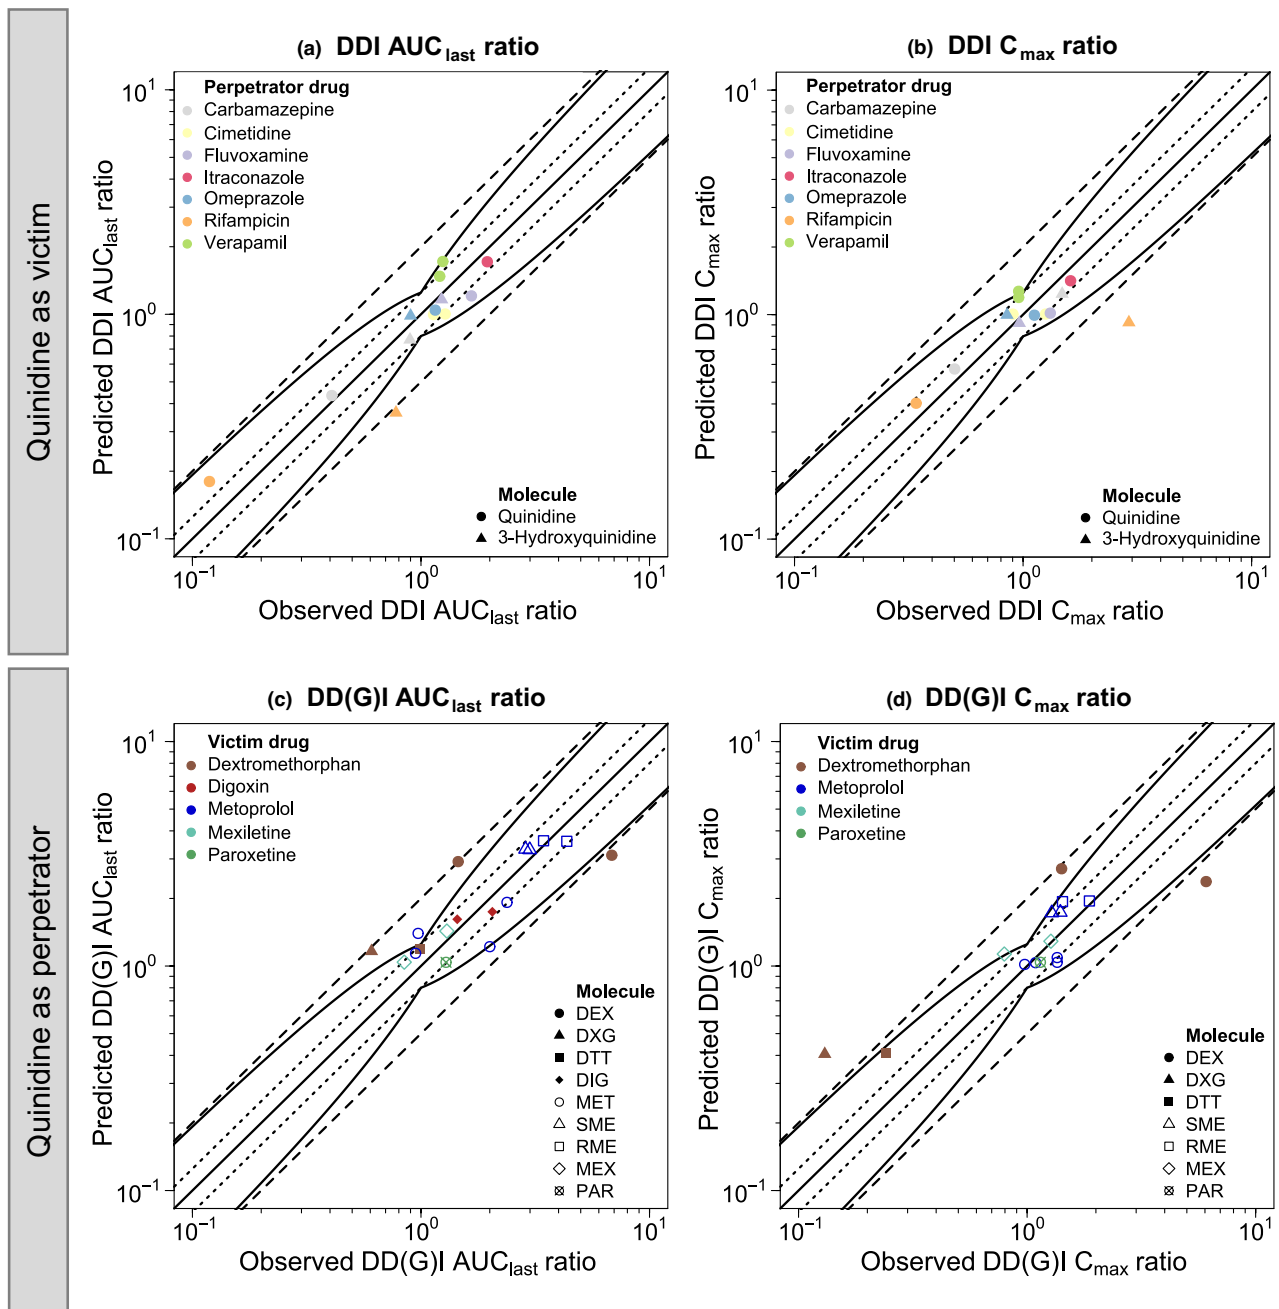 Quinidine as victim
(a) DDI AUClast ratio
Predicted DDI AUClast ratio
10^1
10^0
10^-1
Perpetrator drug
Carbamazepine
Cimetidine
Fluvoxamine
Itraconazole
Omeprazole
Rifampicin
Verapamil
Molecule
Quinidine
3-Hydroxyquinidine
10^-1 10^0 10^1
Observed DDI AUClast ratio
(b) DDI Cmax ratio
Predicted DDI Cmax ratio
10^1
10^0
10^-1
Perpetrator drug
Carbamazepine
Cimetidine
Fluvoxamine
Itraconazole
Omeprazole
Rifampicin
Verapamil
Molecule
Quinidine
3-Hydroxyquinidine
10^-1 10^0 10^1
Observed DDI Cmax ratio
Quinidine as perpetrator
(c) DD(G)I AUClast ratio
Predicted DD(G)I AUClast ratio
10^1
10^0
10^-1
Victim drug
Dextromethorphan
Digoxin
Metoprolol
Mexiletine
Paroxetine
Molecule
DEX
DXG
DTT
DIG
MET
SME
RME
MEX
PAR
10^-1 10^0 10^1
Observed DD(G)I AUClast ratio
(d) DD(G)I Cmax ratio
Predicted DD(G)I Cmax ratio
10^1
10^0
10^-1
Victim drug
Dextromethorphan
Metoprolol
Mexiletine
Paroxetine
Molecule
DEX
DXG
DTT
SME
RME
MEX
PAR
10^-1 10^0 10^1
Observed DD(G)I Cmax ratio